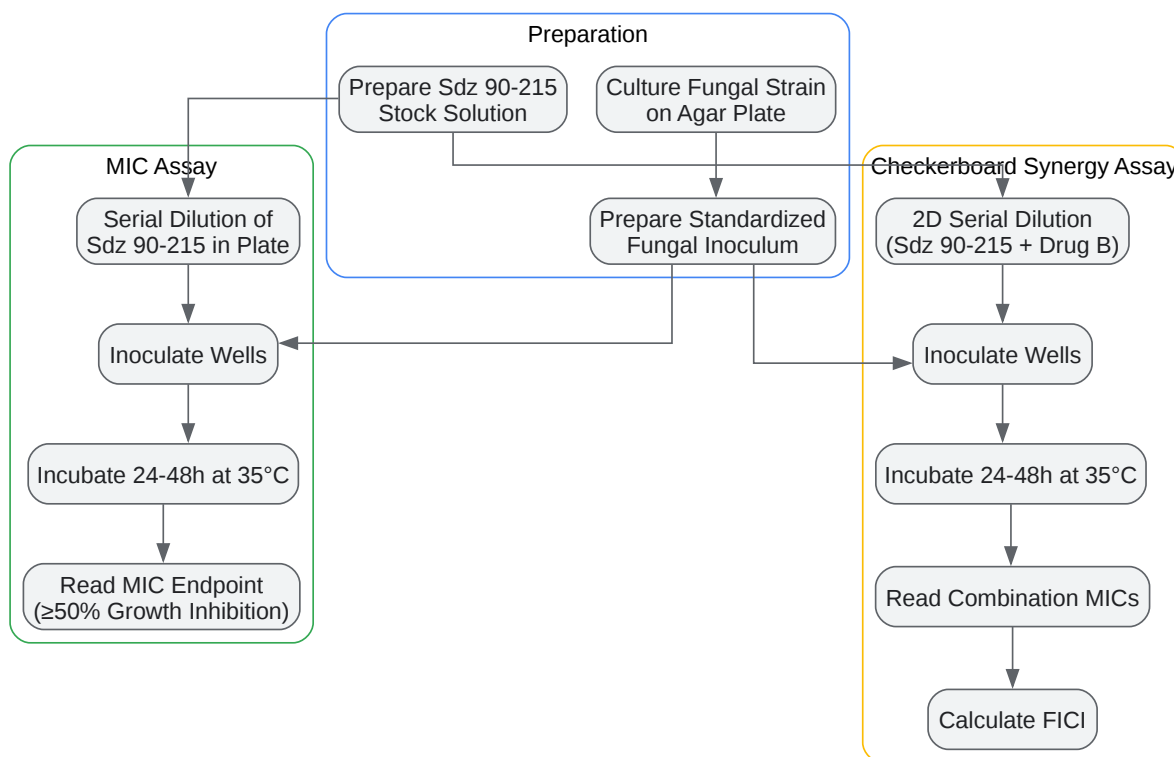 Preparation
Prepare Sdz 90-215
Stock Solution
Culture Fungal Strain
on Agar Plate
Prepare Standardized
Fungal Inoculum
MIC Assay
Serial Dilution of
Sdz 90-215 in Plate
Inoculate Wells
Incubate 24-48h at 35°C
Read MIC Endpoint
(≥50% Growth Inhibition)
Checkerboard Synergy Assay
2D Serial Dilution
(Sdz 90-215 + Drug B)
Inoculate Wells
Incubate 24-48h at 35°C
Read Combination MICs
Calculate FICI